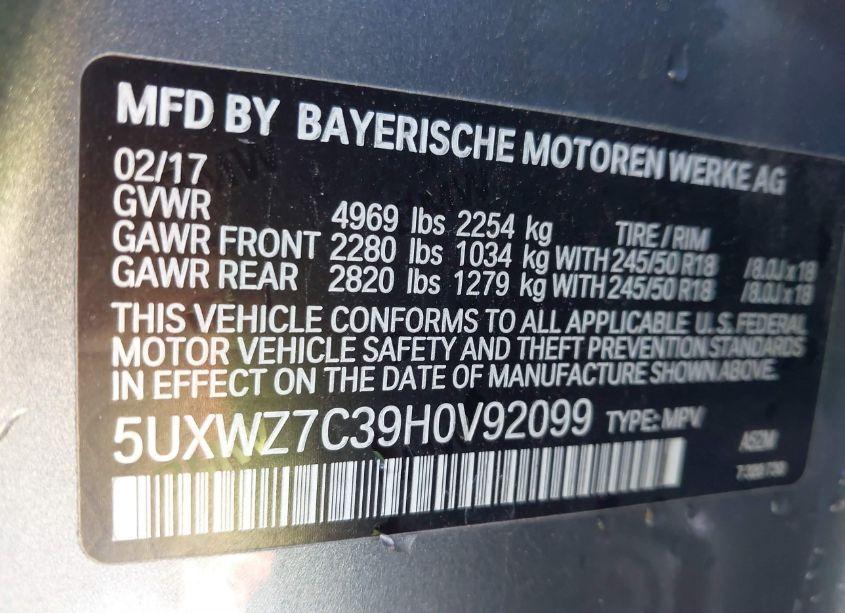 MFD BY BAYERISCHE MOTOREN WERKE AG
02/17
GVWR 4969 lbs 2254 kg TIRE / RIM
GAWR FRONT 2280 lbs 1034 kg WITH 245/50 R18 /8.0J x 18
GAWR REAR 2820 lbs 1279 kg WITH 245/50 R18 /8.0J x 18
THIS VEHICLE CONFORMS TO ALL APPLICABLE U.S. FEDERAL
MOTOR VEHICLE SAFETY AND THEFT PREVENTION STANDARDS
IN EFFECT ON THE DATE OF MANUFACTURE SHOWN ABOVE.
5UXWZ7C39H0V92099 TYPE: MPV
A52M